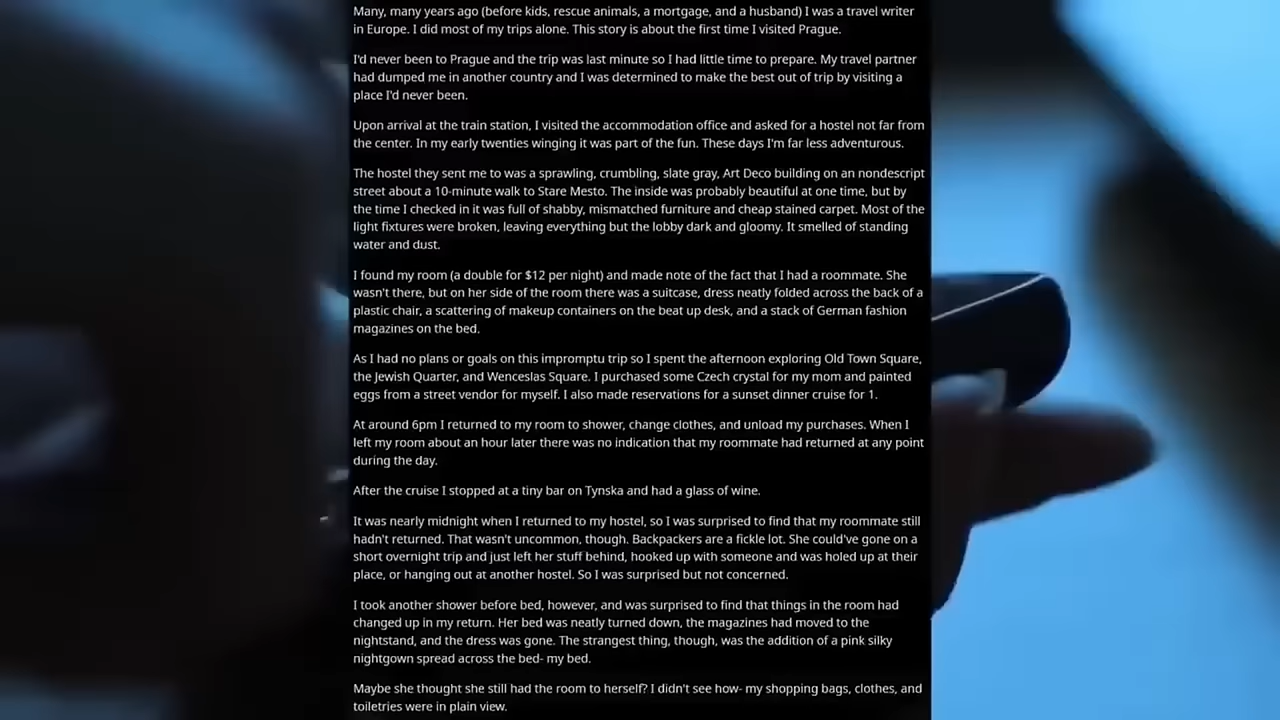 Many, many years ago (before kids, rescue animals, a mortgage, and a husband) I was a travel writer
in Europe. I did most of my trips alone. This story is about the first time I visited Prague.
I'd never been to Prague and the trip was last minute so I had little time to prepare. My travel partner
had dumped me in another country and I was determined to make the best out of trip by visiting a
place I'd never been.
Upon arrival at the train station, I visited the accommodation office and asked for a hostel not far from
the center. In my early twenties winging it was part of the fun. These days I'm far less adventurous.
The hostel they sent me to was a sprawling, crumbling, slate gray, Art Deco building on an nondescript
street about a 10-minute walk to Stare Mesto. The inside was probably beautiful at one time, but by
the time I checked in it was full of shabby, mismatched furniture and cheap stained carpet. Most of the
light fixtures were broken, leaving everything but the lobby dark and gloomy. It smelled of standing
water and dust.
I found my room (a double for $12 per night) and made note of the fact that I had a roommate. She
wasn't there, but on her side of the room there was a suitcase, dress neatly folded across the back of a
plastic chair, a scattering of makeup containers on the beat up desk, and a stack of German fashion
magazines on the bed.
As I had no plans or goals on this impromptu trip so I spent the afternoon exploring Old Town Square,
the Jewish Quarter, and Wenceslas Square. I purchased some Czech crystal for my mom and painted
eggs from a street vendor for myself. I also made reservations for a sunset dinner cruise for 1.
At around 6pm I returned to my room to shower, change clothes, and unload my purchases. When I
left my room about an hour later there was no indication that my roommate had returned at any point
during the day.
After the cruise I stopped at a tiny bar on Tynska and had a glass of wine.
It was nearly midnight when I returned to my hostel, so I was surprised to find that my roommate still
hadn't returned. That wasn't uncommon, though. Backpackers are a fickle lot. She could've gone on a
short overnight trip and just left her stuff behind, hooked up with someone and was holed up at their
place, or hanging out at another hostel. So I was surprised but not concerned.
I took another shower before bed, however, and was surprised to find that things in the room had
changed up in my return. Her bed was neatly turned down, the magazines had moved to the
nightstand, and the dress was gone. The strangest thing, though, was the addition of a pink silky
nightgown spread across the bed- my bed.
Maybe she thought she still had the room to herself? I didn't see how- my shopping bags, clothes, and
toiletries were in plain view.